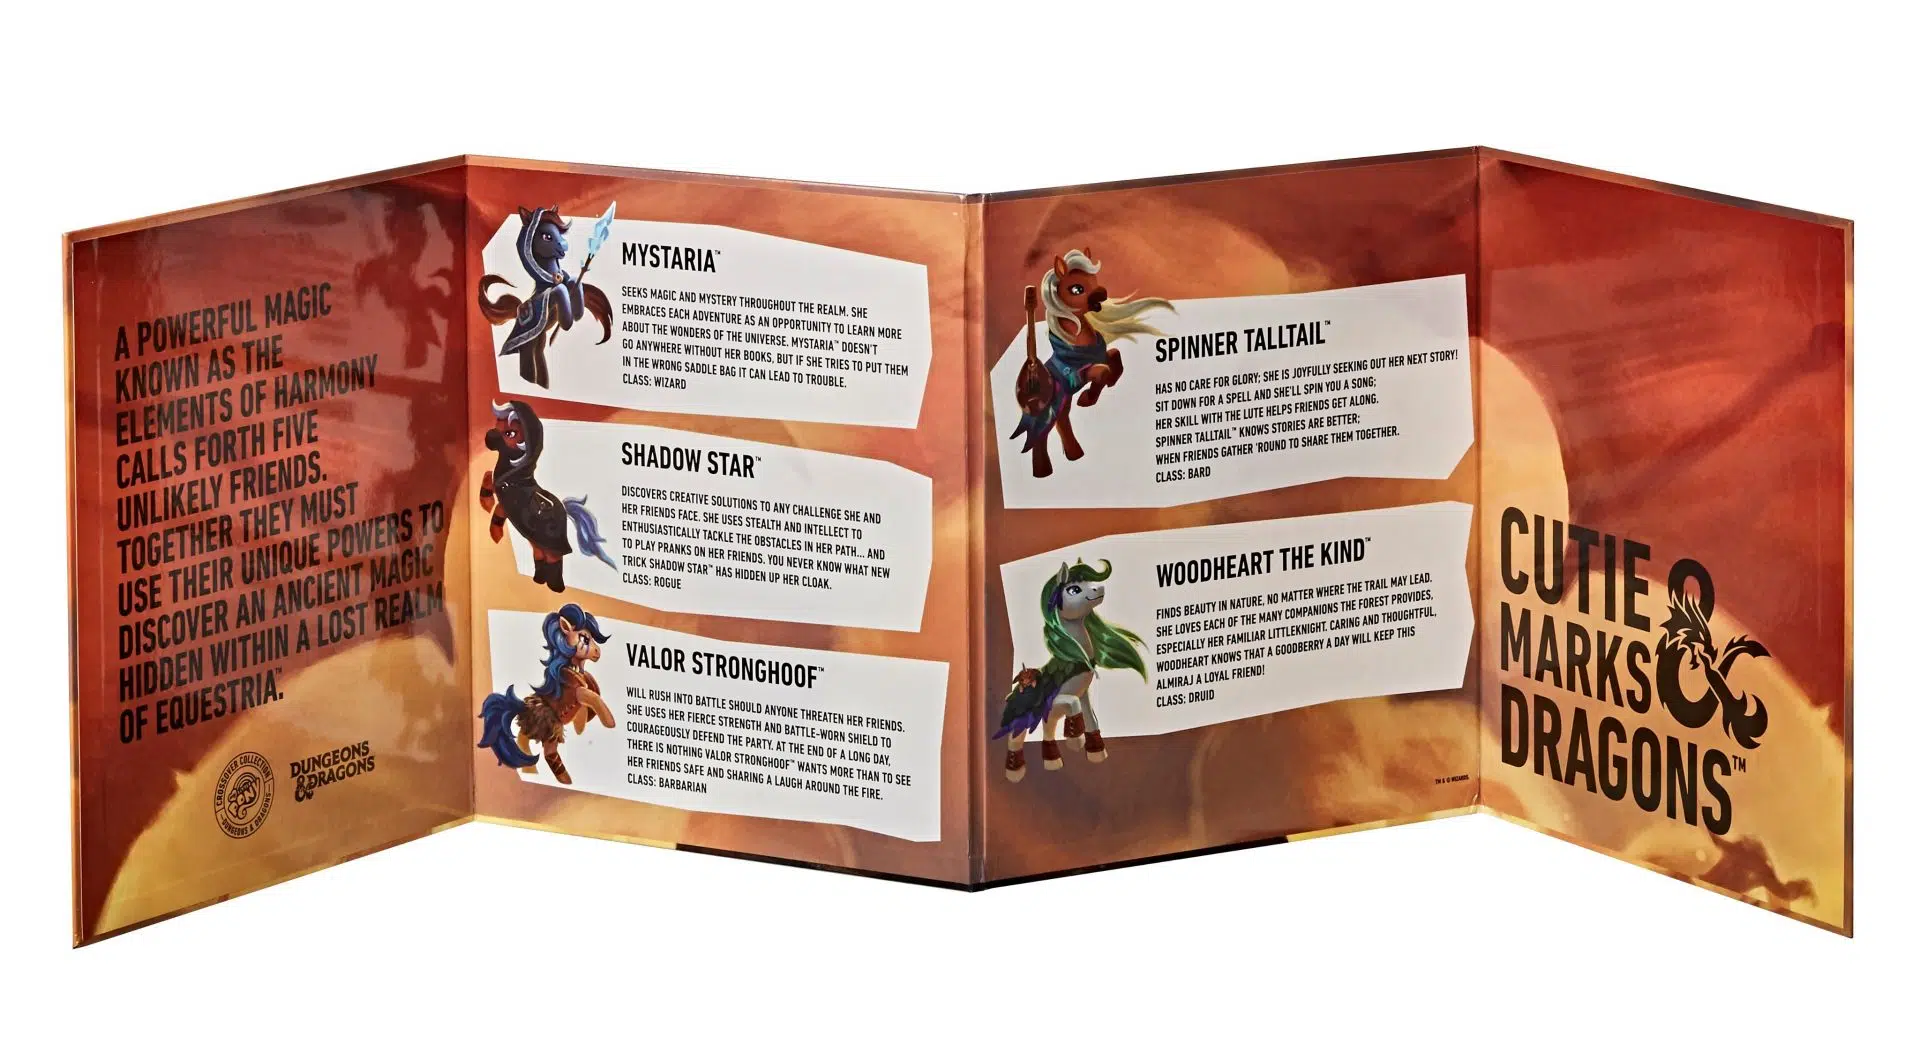 A POWERFUL MAGIC
KNOWN AS THE
ELEMENTS OF HARMONY
CALLS FORTH FIVE
UNLIKELY FRIENDS.
TOGETHER THEY MUST
USE THEIR UNIQUE POWERS TO
DISCOVER AN ANCIENT MAGIC
HIDDEN WITHIN A LOST REALM
OF EQUESTRIA™.
CROSSOVER COLLECTION
DUNGEONS & DRAGONS
DUNGEONS
& DRAGONS
MYSTARIA™
SEEKS MAGIC AND MYSTERY THROUGHOUT THE REALM. SHE
EMBRACES EACH ADVENTURE AS AN OPPORTUNITY TO LEARN MORE
ABOUT THE WONDERS OF THE UNIVERSE. MYSTARIA™ DOESN'T
GO ANYWHERE WITHOUT HER BOOKS, BUT IF SHE TRIES TO PUT THEM
IN THE WRONG SADDLE BAG IT CAN LEAD TO TROUBLE.
CLASS: WIZARD
SHADOW STAR™
DISCOVERS CREATIVE SOLUTIONS TO ANY CHALLENGE SHE AND
HER FRIENDS FACE. SHE USES STEALTH AND INTELLECT TO
ENTHUSIASTICALLY TACKLE THE OBSTACLES IN HER PATH... AND
TO PLAY PRANKS ON HER FRIENDS. YOU NEVER KNOW WHAT NEW
TRICK SHADOW STAR™ HAS HIDDEN UP HER CLOAK.
CLASS: ROGUE
VALOR STRONGHOOF™
WILL RUSH INTO BATTLE SHOULD ANYONE THREATEN HER FRIENDS.
SHE USES HER FIERCE STRENGTH AND BATTLE-WORN SHIELD TO
COURAGEOUSLY DEFEND THE PARTY. AT THE END OF A LONG DAY,
THERE IS NOTHING VALOR STRONGHOOF™ WANTS MORE THAN TO SEE
HER FRIENDS SAFE AND SHARING A LAUGH AROUND THE FIRE.
CLASS: BARBARIAN
SPINNER TALLTAIL™
HAS NO CARE FOR GLORY; SHE IS JOYFULLY SEEKING OUT HER NEXT STORY!
SIT DOWN FOR A SPELL AND SHE'LL SPIN YOU A SONG;
HER SKILL WITH THE LUTE HELPS FRIENDS GET ALONG.
SPINNER TALLTAIL™ KNOWS STORIES ARE BETTER;
WHEN FRIENDS GATHER 'ROUND TO SHARE THEM TOGETHER.
CLASS: BARD
WOODHEART THE KIND™
FINDS BEAUTY IN NATURE, NO MATTER WHERE THE TRAIL MAY LEAD.
SHE LOVES EACH OF THE MANY COMPANIONS THE FOREST PROVIDES,
ESPECIALLY HER FAMILIAR LITTLEKNIGHT. CARING AND THOUGHTFUL,
WOODHEART KNOWS THAT A GOODBERRY A DAY WILL KEEP THIS
ALMIRAJ A LOYAL FRIEND!
CLASS: DRUID
TM & © WIZARDS.
CUTIE
MARKS &
DRAGONS™